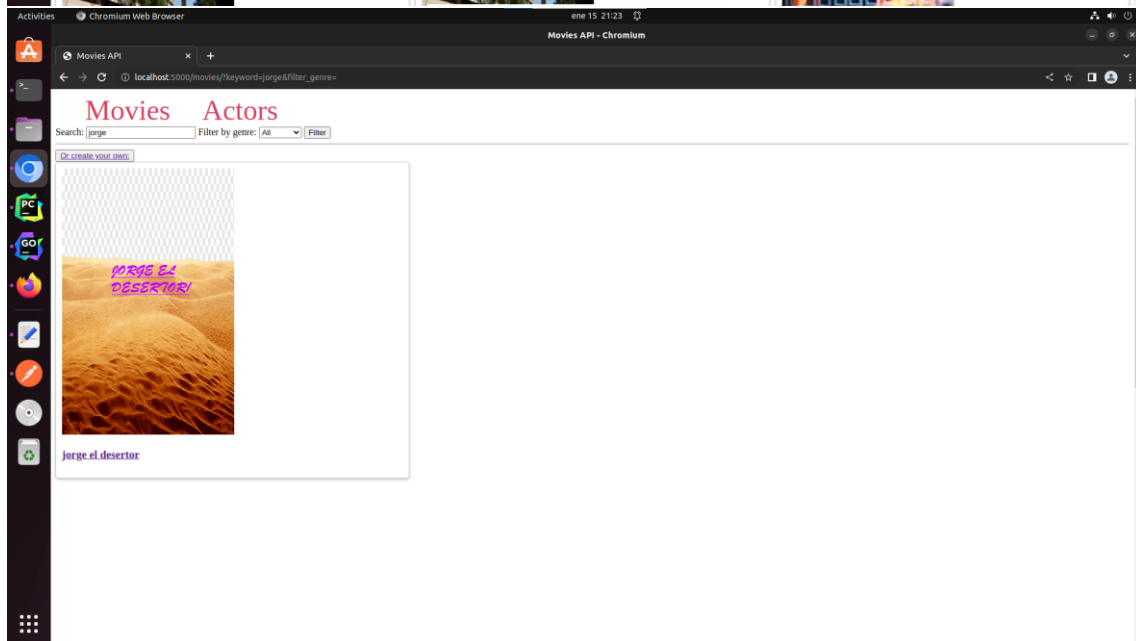 Activities Chromium Web Browser ene 15 21:23
Movies API - Chromium
Movies API × +
localhost:5000/movies/?keyword=jorge&filter_genre=
Movies Actors
Search: jorge Filter by genre: All Filter
Or create your own:
JORGE EL
DESERTOR!
jorge el desertor
PC
GO